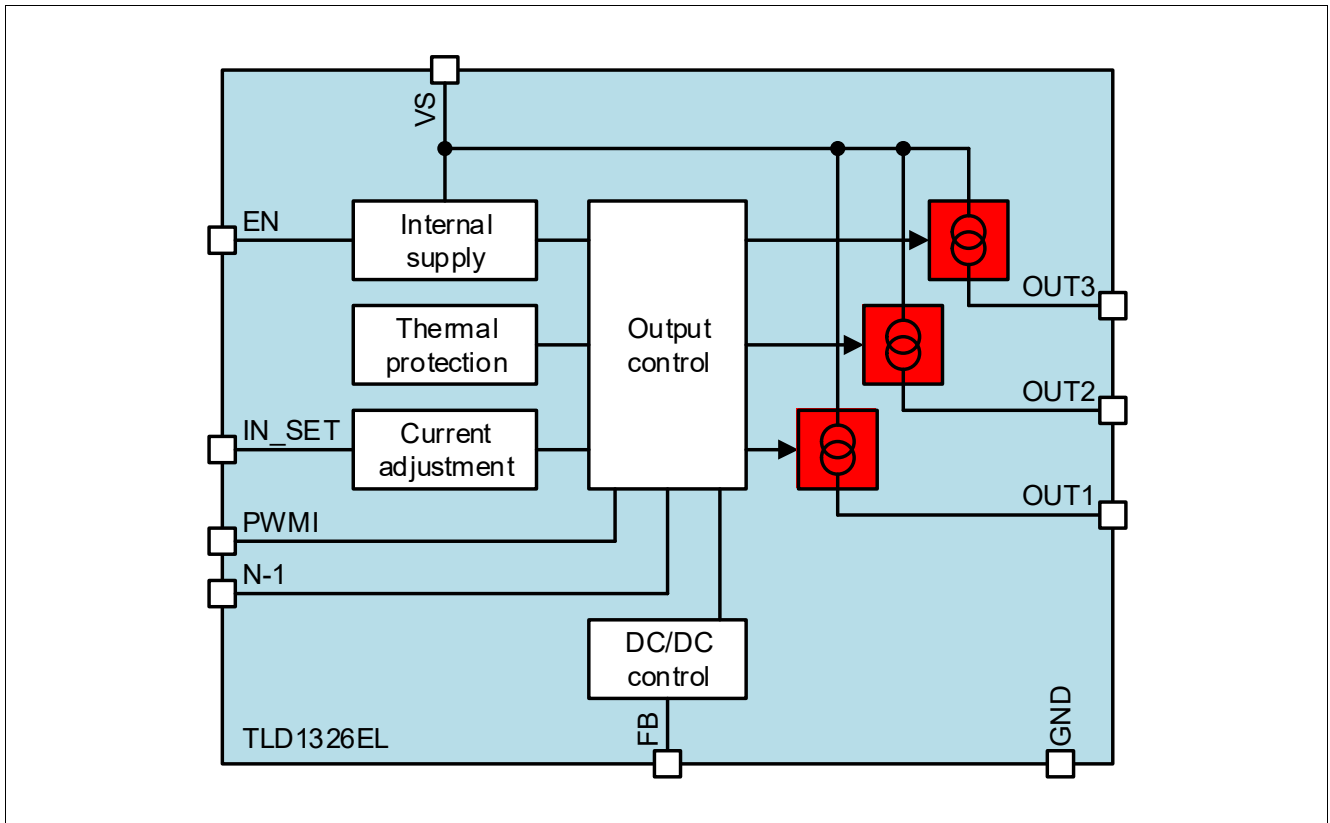 VS
EN
Internal
supply
Thermal
protection
Output
control
OUT3
OUT2
IN_SET
Current
adjustment
OUT1
PWMI
N-1
DC/DC
control
TLD1326EL
FB
GND